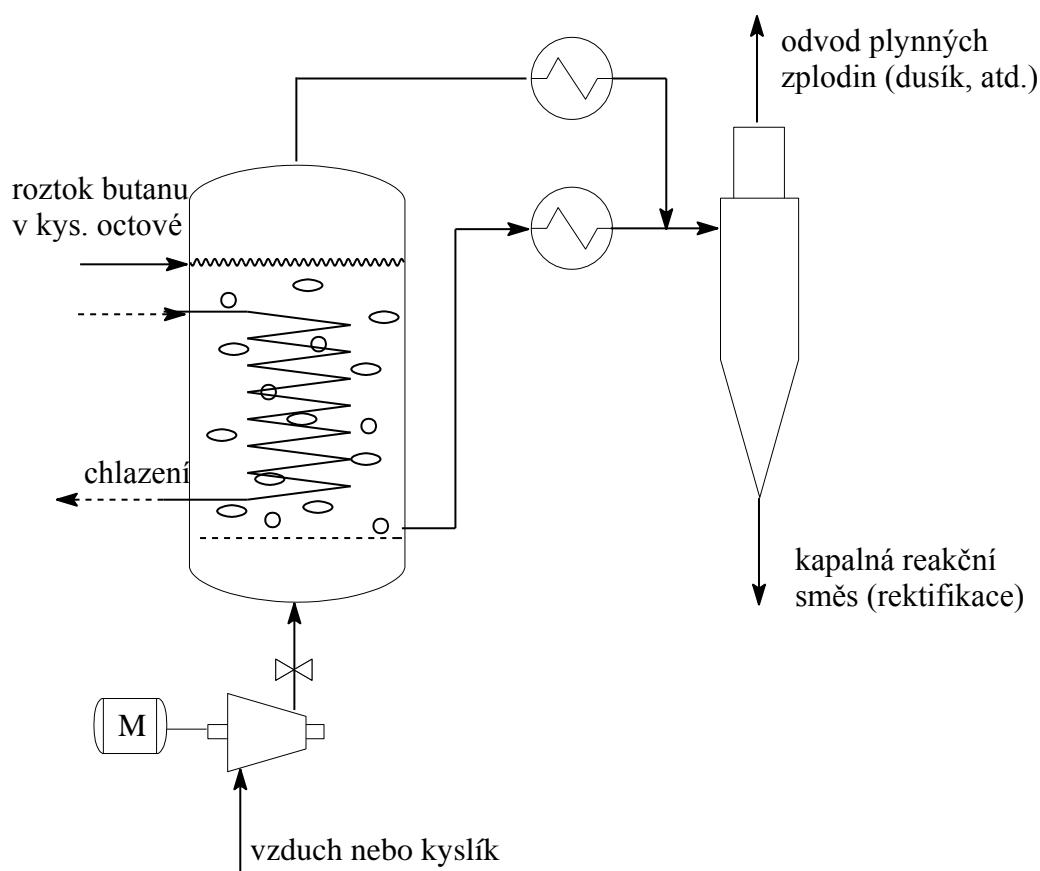 odvod plynných
zplodin (dusík, atd.)
roztok butanu
v kys. octové
chlazení
kapalná reakční
směs (rektifikace)
M
vzduch nebo kyslík